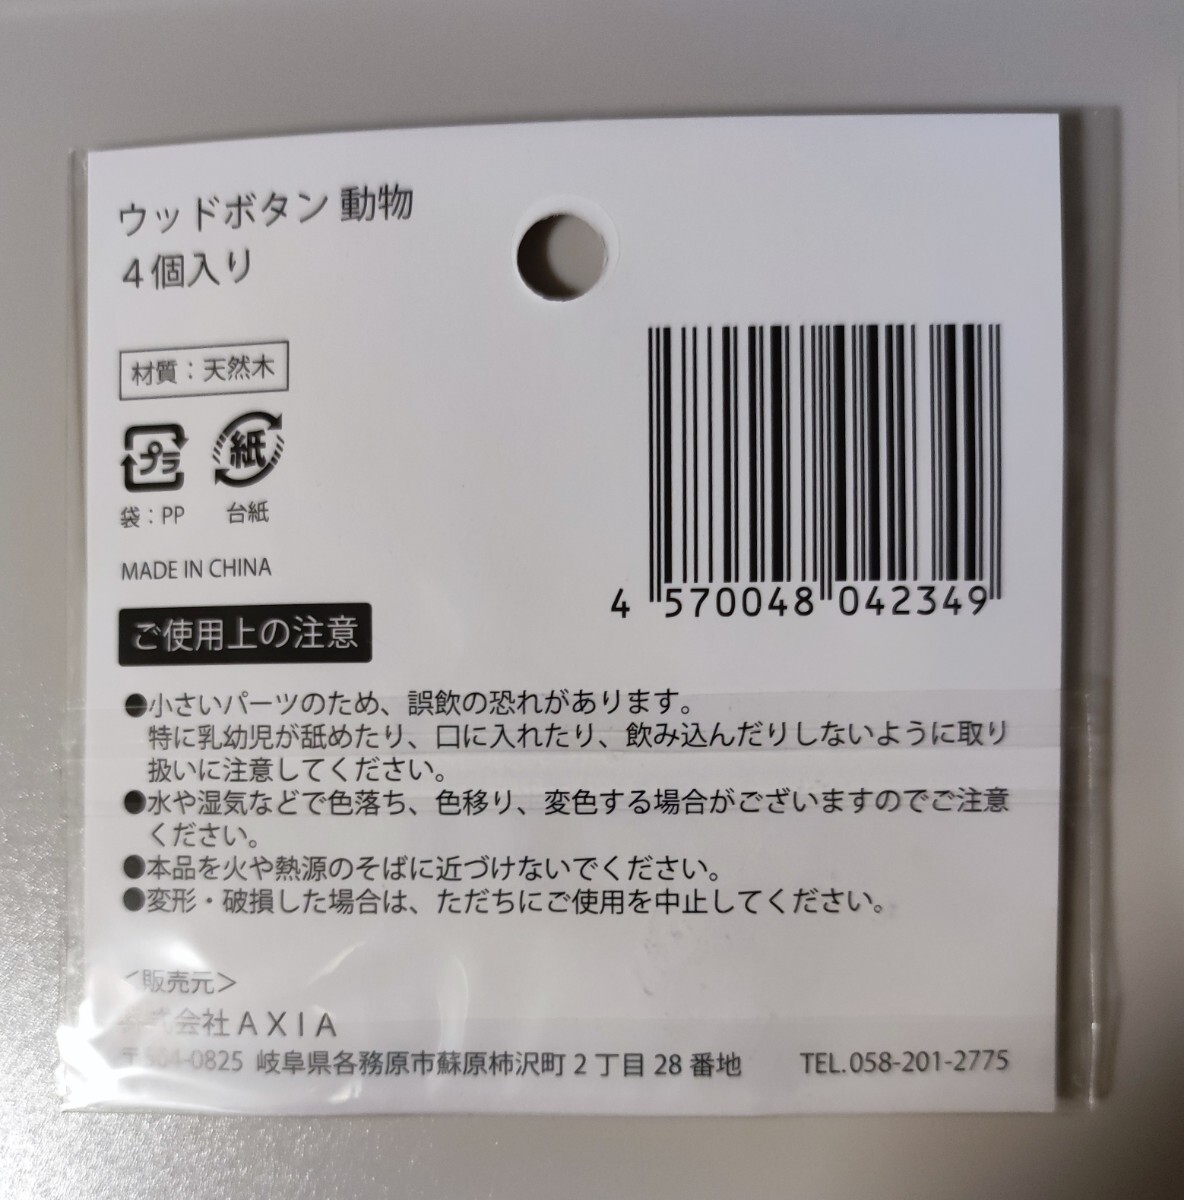 ウッドボタン 動物
４個入り
材質：天然木
プラ
紙
袋：PP
台紙
MADE IN CHINA
4 570048 042349
ご使用上の注意
●小さいパーツのため、誤飲の恐れがあります。
特に乳幼児が舐めたり、口に入れたり、飲み込んだりしないように取り
扱いに注意してください。
●水や湿気などで色落ち、色移り、変色する場合がございますのでご注意
ください。
●本品を火や熱源のそばに近づけないでください。
●変形・破損した場合は、ただちにご使用を中止してください。
＜販売元＞
株式会社ＡＸＩＡ
〒504-0825 岐阜県各務原市蘇原柿沢町２丁目28番地 TEL.058-201-2775